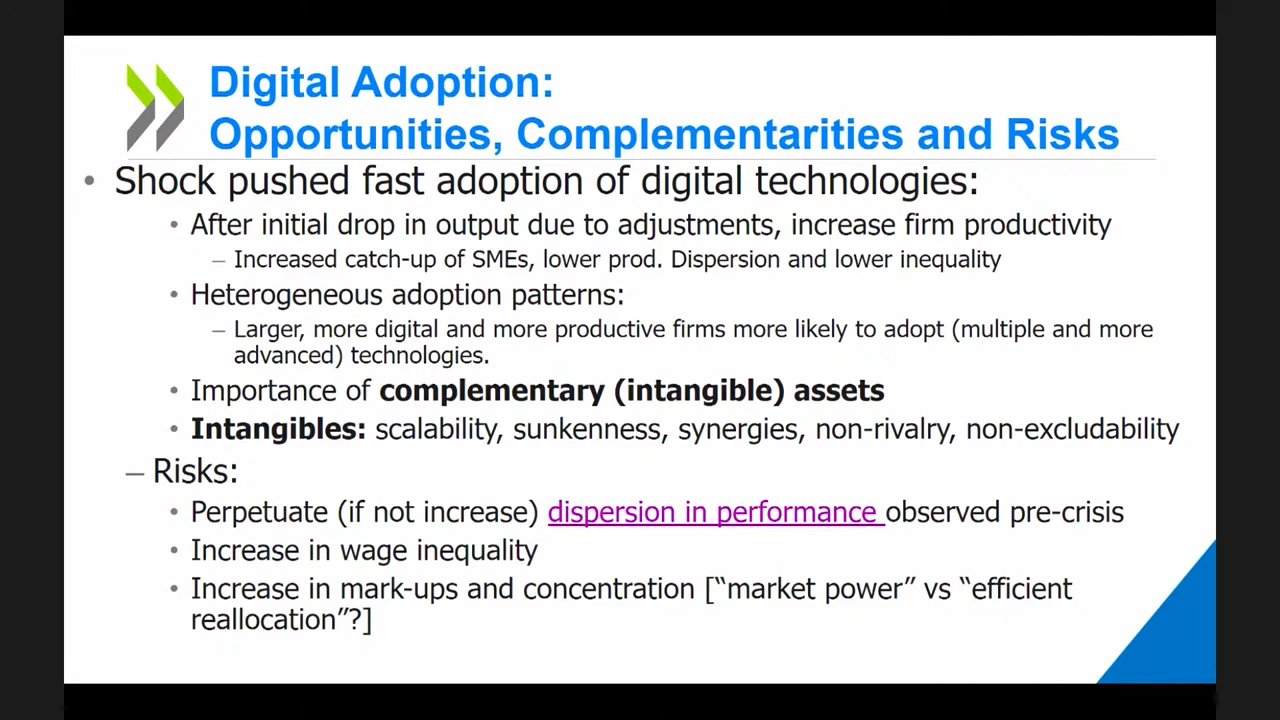 Digital Adoption:
Opportunities, Complementarities and Risks
• Shock pushed fast adoption of digital technologies:
• After initial drop in output due to adjustments, increase firm productivity
– Increased catch-up of SMEs, lower prod. Dispersion and lower inequality
• Heterogeneous adoption patterns:
– Larger, more digital and more productive firms more likely to adopt (multiple and more
advanced) technologies.
• Importance of complementary (intangible) assets
• Intangibles: scalability, sunkenness, synergies, non-rivalry, non-excludability
– Risks:
• Perpetuate (if not increase) dispersion in performance observed pre-crisis
• Increase in wage inequality
• Increase in mark-ups and concentration [“market power” vs “efficient
reallocation”?]